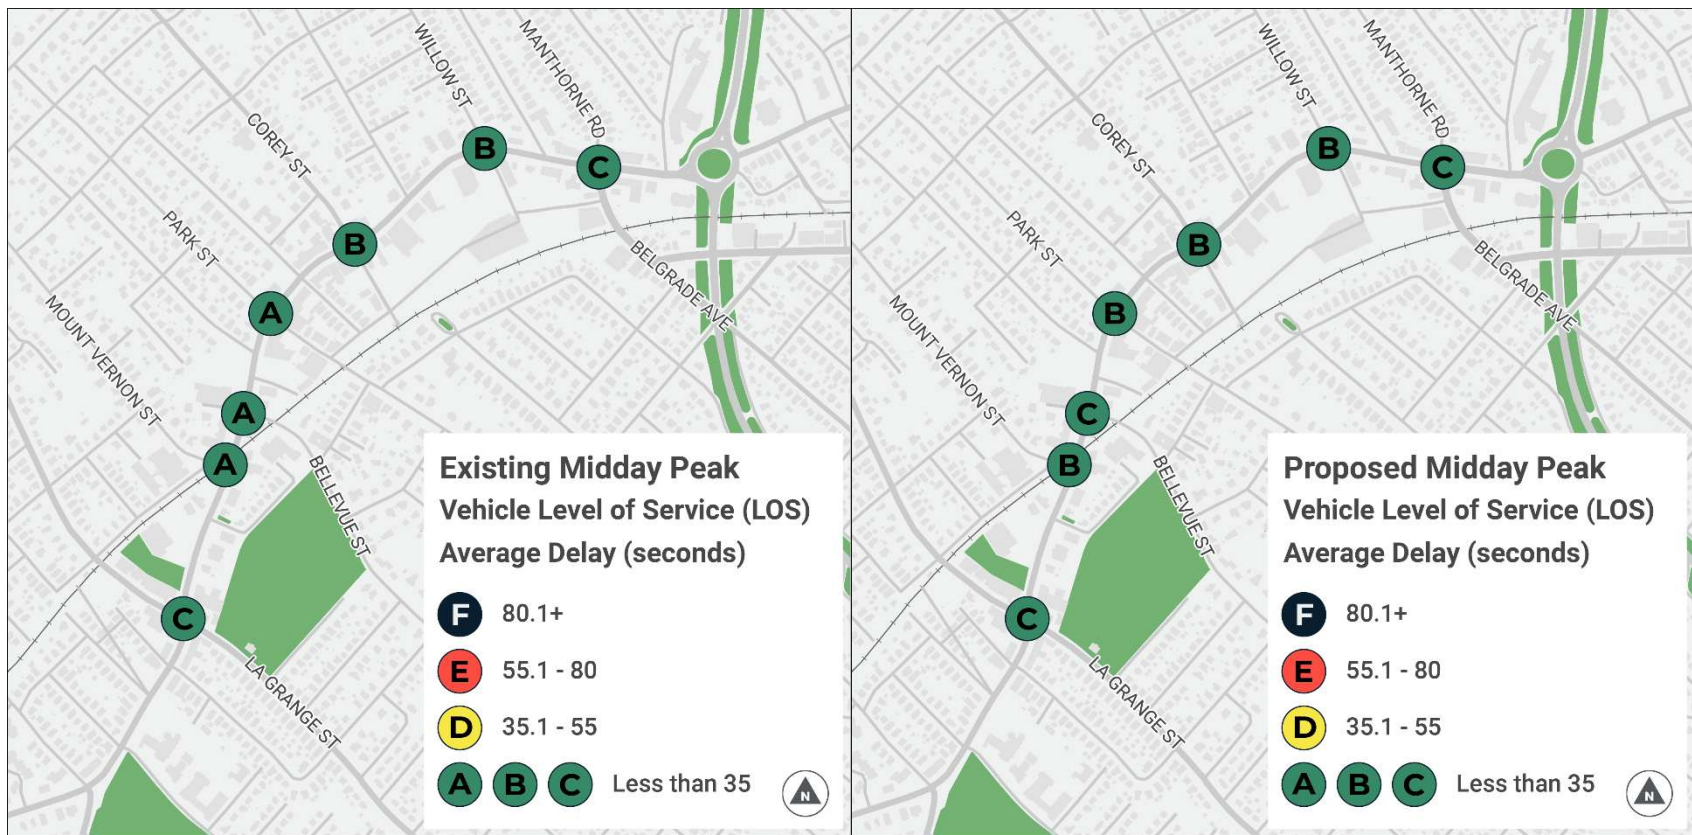 WILLOW ST
MANTHORNE RD
COREY ST
B
C
PARK ST
B
A
BELGRADE AVE
MOUNT VERNON ST
A
A
BELLEVUE ST
C
LA GRANGE ST
Existing Midday Peak
Vehicle Level of Service (LOS)
Average Delay (seconds)
F 80.1+
E 55.1 - 80
D 35.1 - 55
A B C Less than 35
N
WILLOW ST
MANTHORNE RD
COREY ST
B
C
PARK ST
B
B
BELGRADE AVE
MOUNT VERNON ST
C
B
BELLEVUE ST
C
LA GRANGE ST
Proposed Midday Peak
Vehicle Level of Service (LOS)
Average Delay (seconds)
F 80.1+
E 55.1 - 80
D 35.1 - 55
A B C Less than 35
N